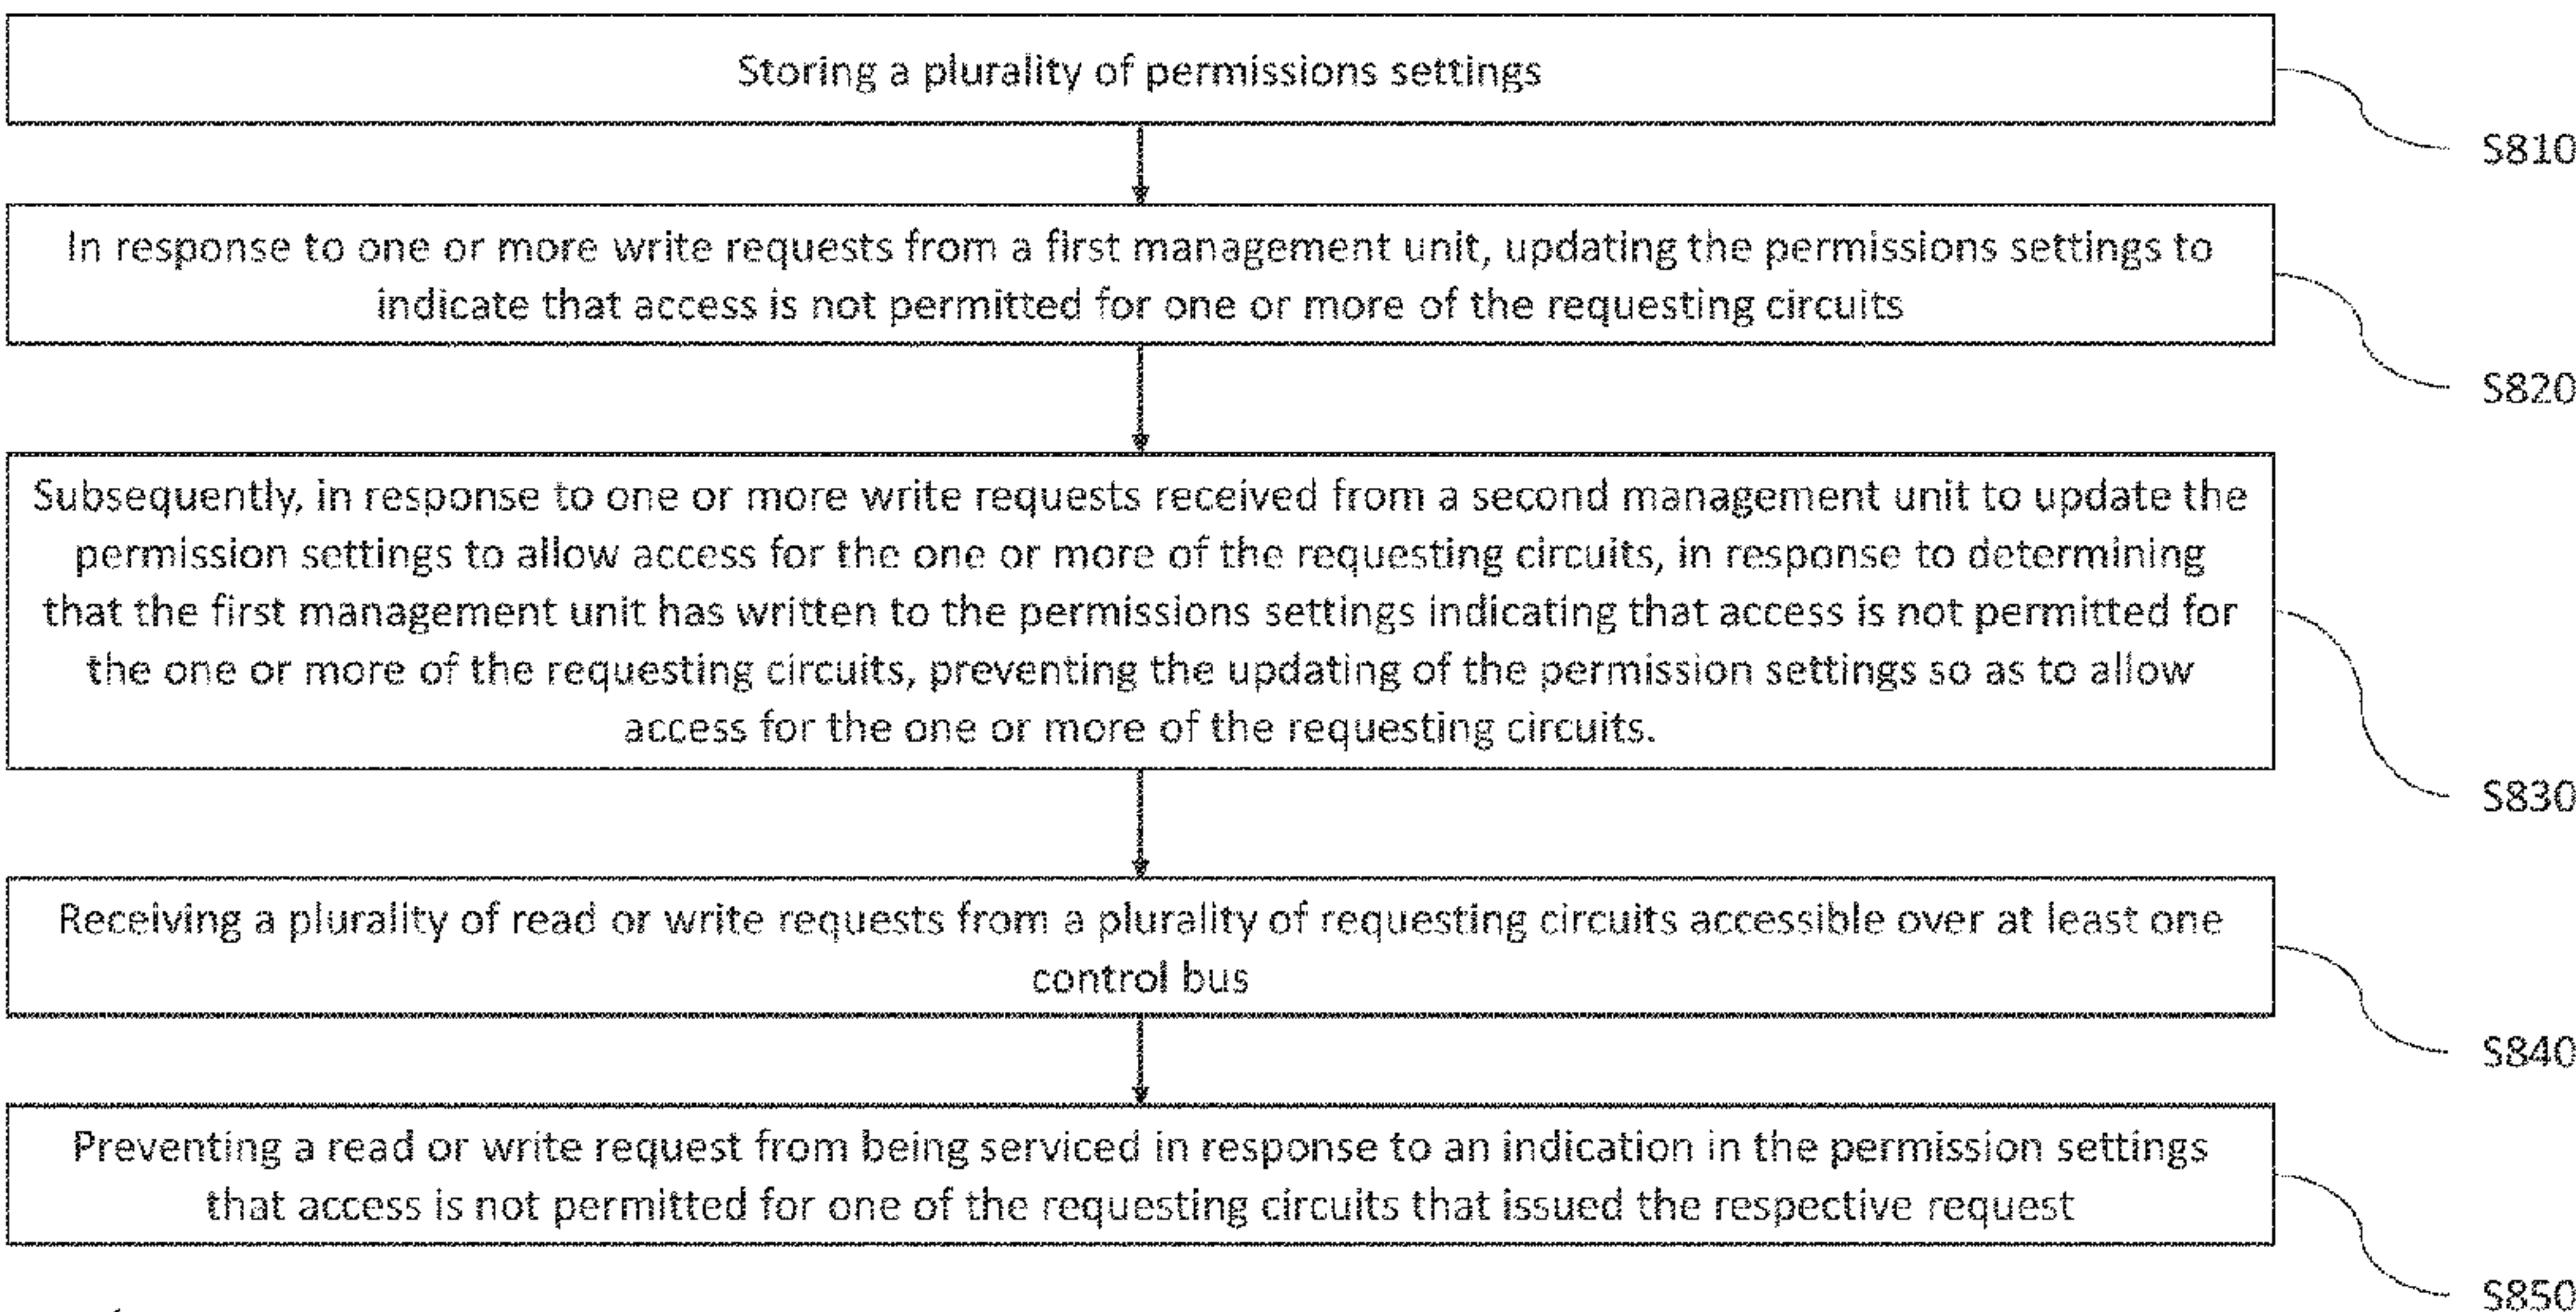 Storing a plurality of permissions settings
S810
In response to one or more write requests from a first management unit, updating the permissions settings to
indicate that access is not permitted for one or more of the requesting circuits
S820
Subsequently, in response to one or more write requests received from a second management unit to update the
permission settings to allow access for the one or more of the requesting circuits, in response to determining
that the first management unit has written to the permissions settings indicating that access is not permitted for
the one or more of the requesting circuits, preventing the updating of the permission settings so as to allow
access for the one or more of the requesting circuits.
S830
Receiving a plurality of read or write requests from a plurality of requesting circuits accessible over at least one
control bus
S840
Preventing a read or write request from being serviced in response to an indication in the permission settings
that access is not permitted for one of the requesting circuits that issued the respective request
S850